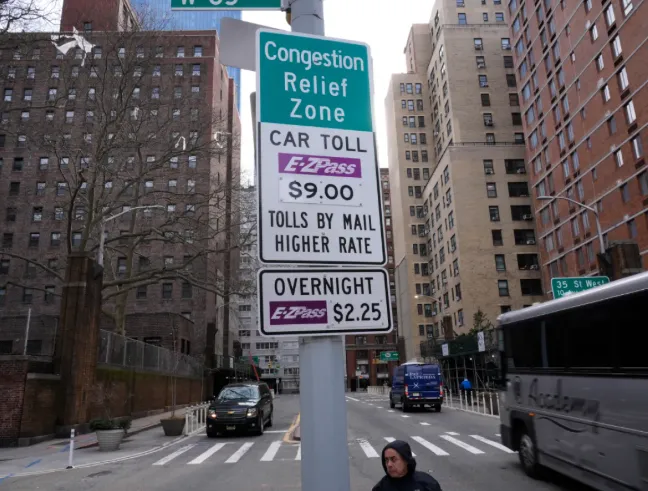 Congestion
Relief
Zone
CAR TOLL
E-ZPass
$9.00
TOLLS BY MAIL
HIGHER RATE
OVERNIGHT
E-ZPass $2.25
35 St West
Academy